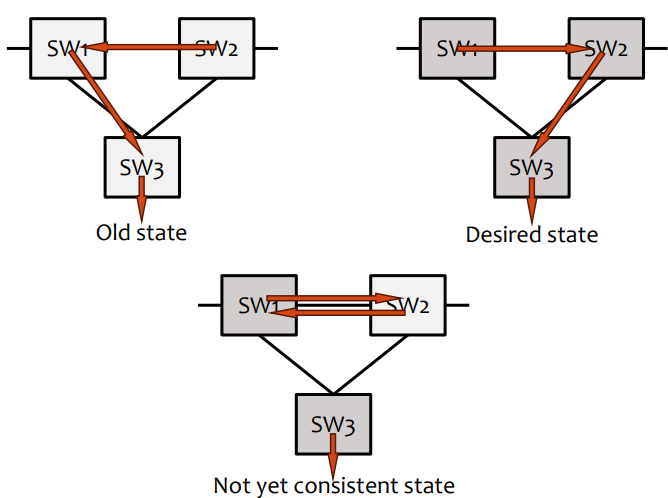 SW1 SW2
SW3
Old state
SW1 SW2
SW3
Desired state
SW1 SW2
SW3
Not yet consistent state